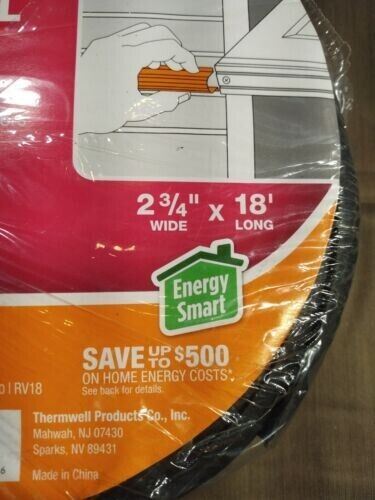 2 3/4" x 18'
WIDE LONG
Energy
Smart
SAVE UP TO $500
ON HOME ENERGY COSTS*.
See back for details.
RV18
Thermwell Products Co., Inc.
Mahwah, NJ 07430
Sparks, NV 89431
Made in China
6